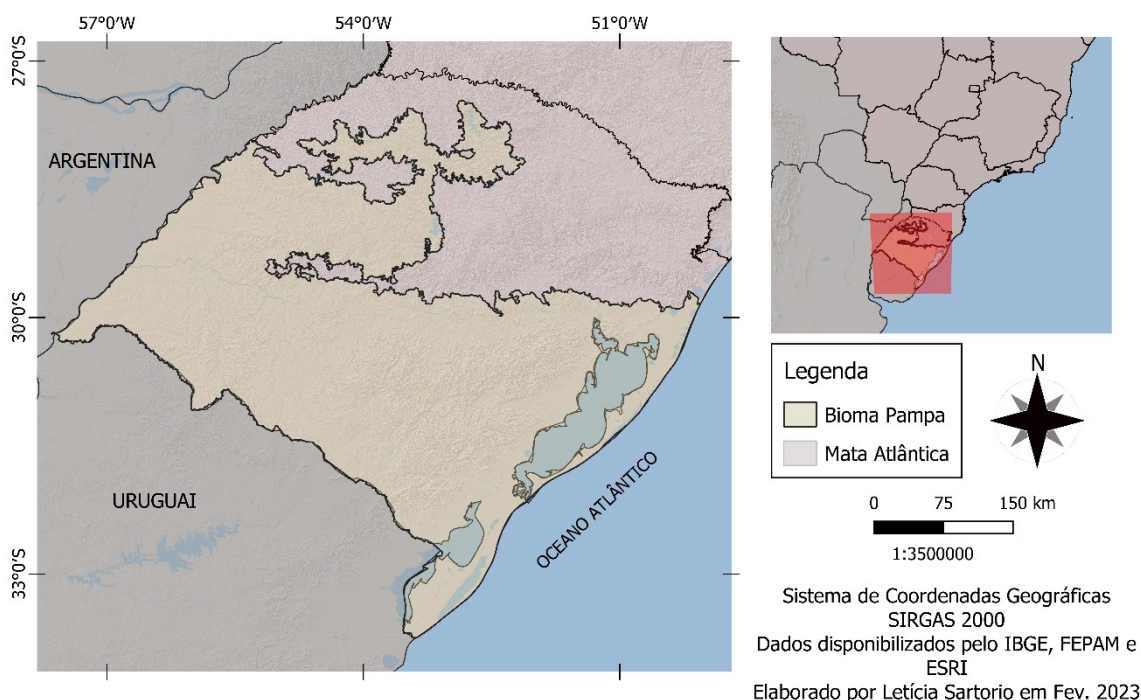 57°0'W
54°0'W
51°0'W
27°0'S
30°0'S
33°0'S
ARGENTINA
URUGUAI
OCEANO ATLÂNTICO
Legenda
Bioma Pampa
Mata Atlântica
N
0 75 150 km
1:3500000
Sistema de Coordenadas Geográficas
SIRGAS 2000
Dados disponibilizados pelo IBGE, FEPAM e
ESRI
Elaborado por Letícia Sartorio em Fev. 2023